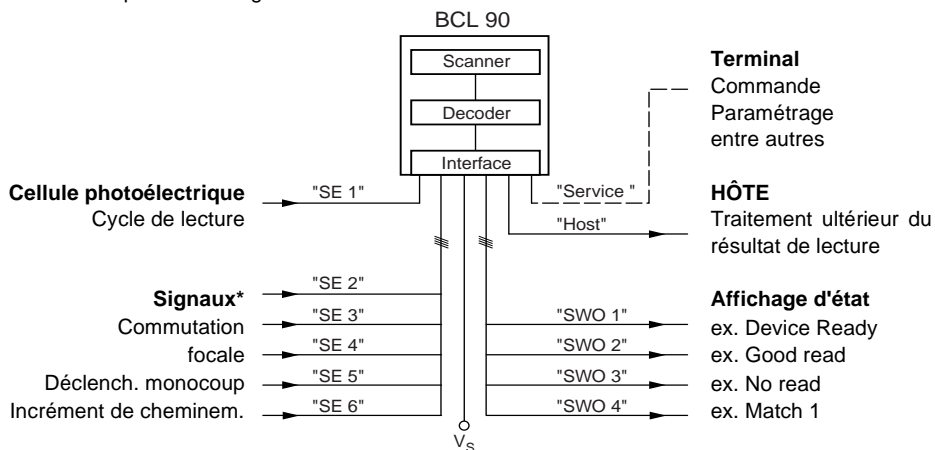 BCL 90
Scanner
Decoder
Interface
Terminal
Commande
Paramétrage
entre autres
Cellule photoélectrique
Cycle de lecture
"SE 1"
"Service "
"Host"
HÔTE
Traitement ultérieur du
résultat de lecture
Signaux*
Commutation
focale
Déclench. monocoup
Incrément de cheminem.
"SE 2"
"SE 3"
"SE 4"
"SE 5"
"SE 6"
"SWO 1"
"SWO 2"
"SWO 3"
"SWO 4"
Affichage d'état
ex. Device Ready
ex. Good read
ex. No read
ex. Match 1
VS